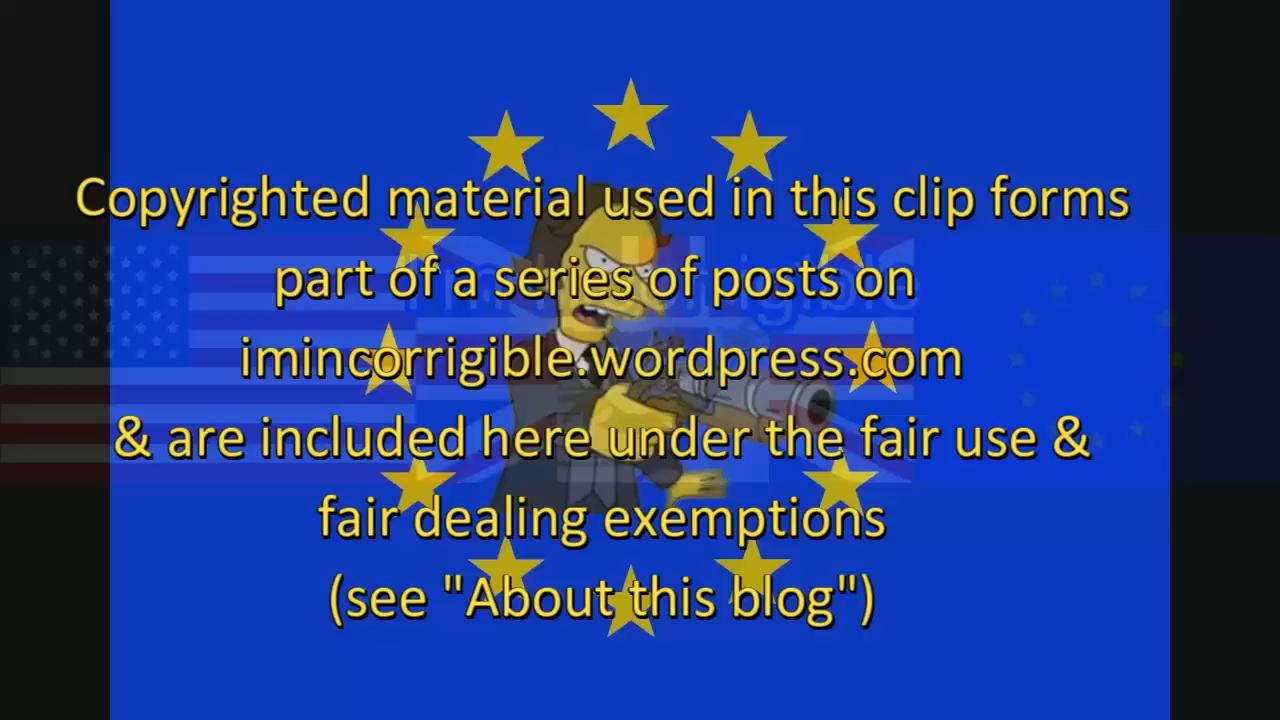 Copyrighted material used in this clip forms
part of a series of posts on
imincorrigible.wordpress.com
& are included here under the fair use &
fair dealing exemptions
(see "About this blog")